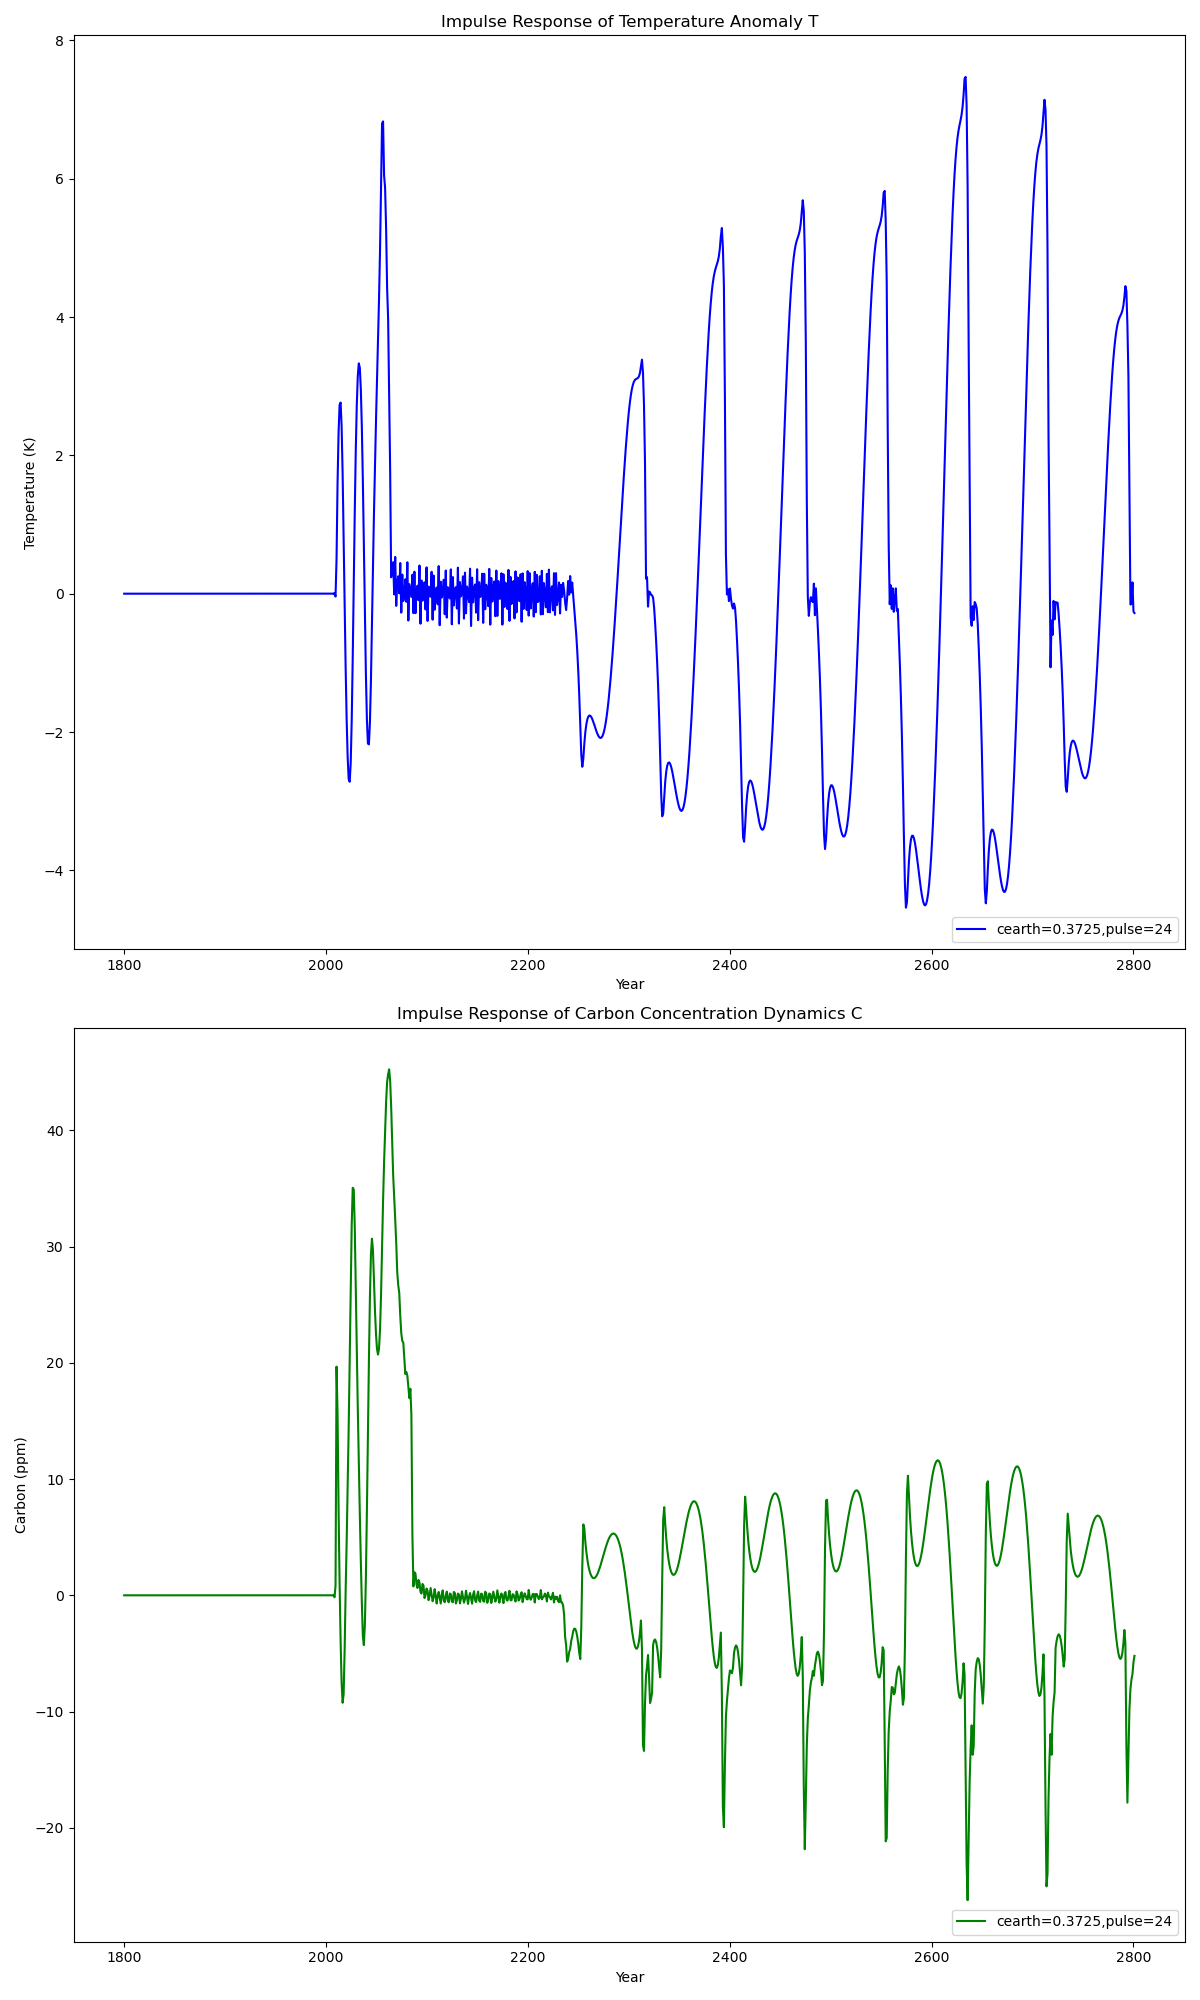 Impulse Response of Temperature Anomaly T
8
6
4
2
0
−2
−4
Temperature (K)
cearth=0.3725,pulse=24
1800 2000 2200 2400 2600 2800
Year
Impulse Response of Carbon Concentration Dynamics C
40
30
20
10
0
−10
−20
Carbon (ppm)
cearth=0.3725,pulse=24
1800 2000 2200 2400 2600 2800
Year